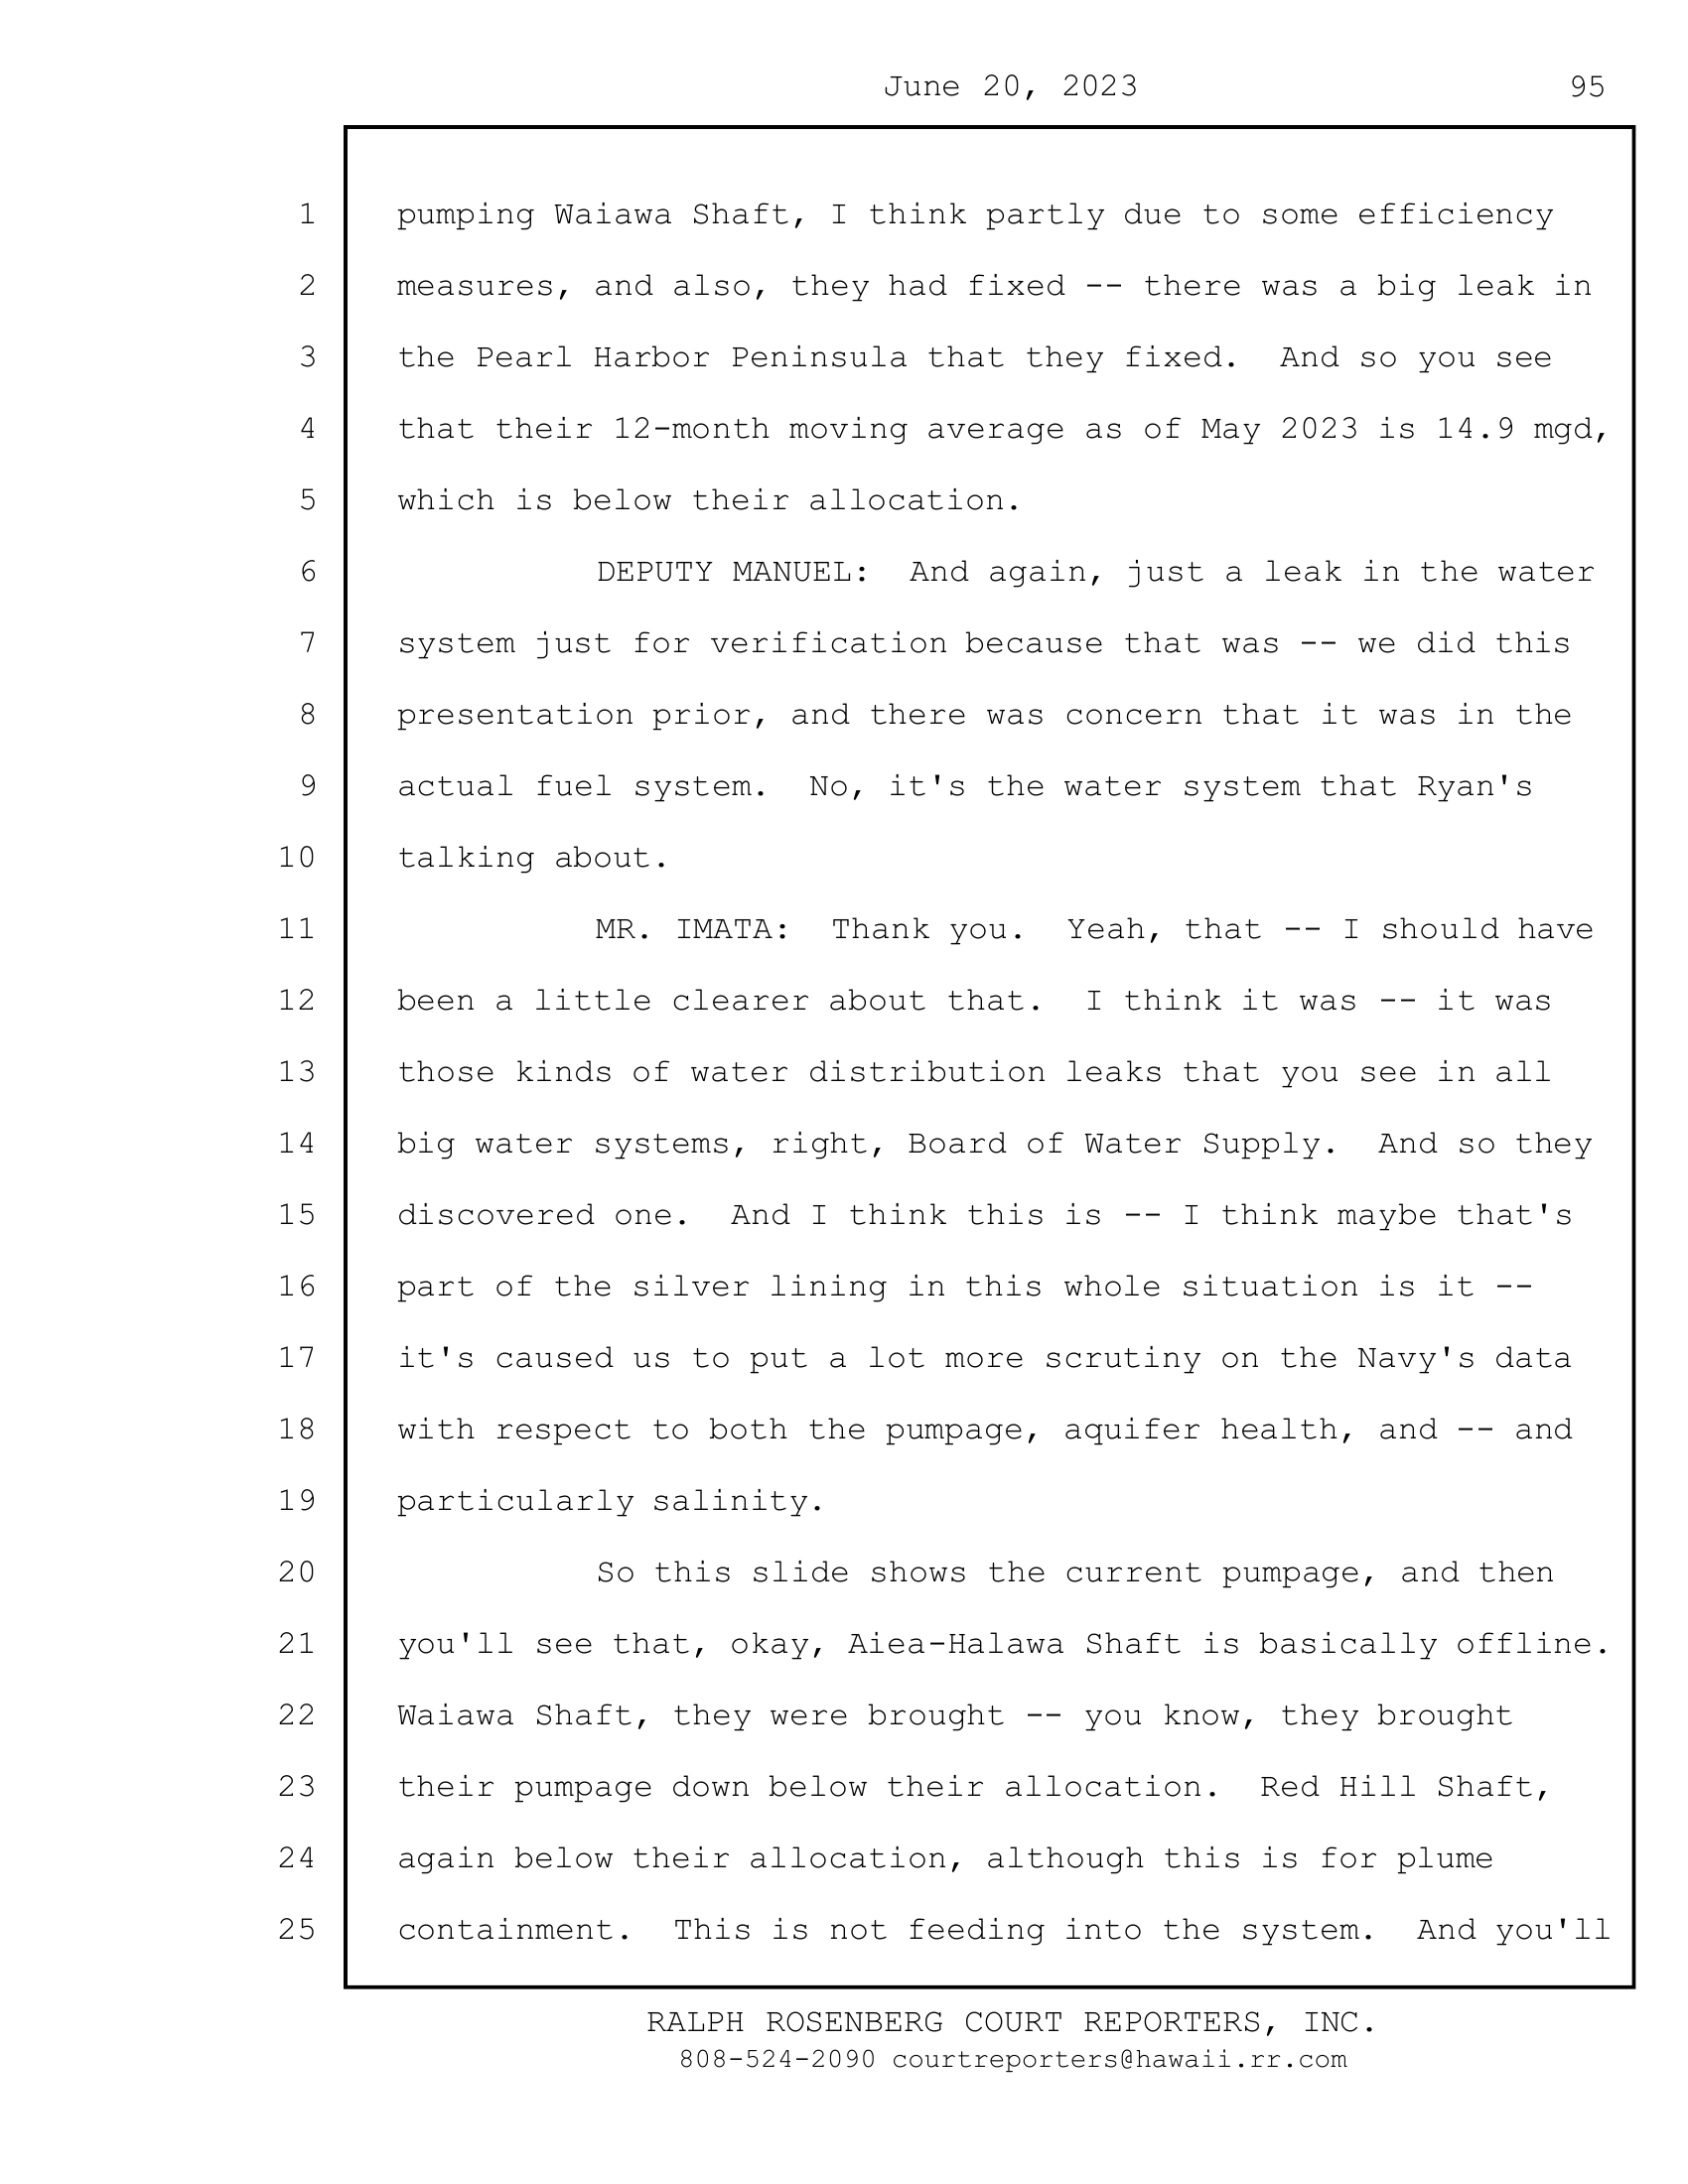 June 20, 2023 95
1 pumping Waiawa Shaft, I think partly due to some efficiency
2 measures, and also, they had fixed -- there was a big leak in
3 the Pearl Harbor Peninsula that they fixed. And so you see
4 that their 12-month moving average as of May 2023 is 14.9 mgd,
5 which is below their allocation.
6 DEPUTY MANUEL: And again, just a leak in the water
7 system just for verification because that was -- we did this
8 presentation prior, and there was concern that it was in the
9 actual fuel system. No, it's the water system that Ryan's
10 talking about.
11 MR. IMATA: Thank you. Yeah, that -- I should have
12 been a little clearer about that. I think it was -- it was
13 those kinds of water distribution leaks that you see in all
14 big water systems, right, Board of Water Supply. And so they
15 discovered one. And I think this is -- I think maybe that's
16 part of the silver lining in this whole situation is it --
17 it's caused us to put a lot more scrutiny on the Navy's data
18 with respect to both the pumpage, aquifer health, and -- and
19 particularly salinity.
20 So this slide shows the current pumpage, and then
21 you'll see that, okay, Aiea-Halawa Shaft is basically offline.
22 Waiawa Shaft, they were brought -- you know, they brought
23 their pumpage down below their allocation. Red Hill Shaft,
24 again below their allocation, although this is for plume
25 containment. This is not feeding into the system. And you'll
RALPH ROSENBERG COURT REPORTERS, INC.
808-524-2090 courtreporters@hawaii.rr.com